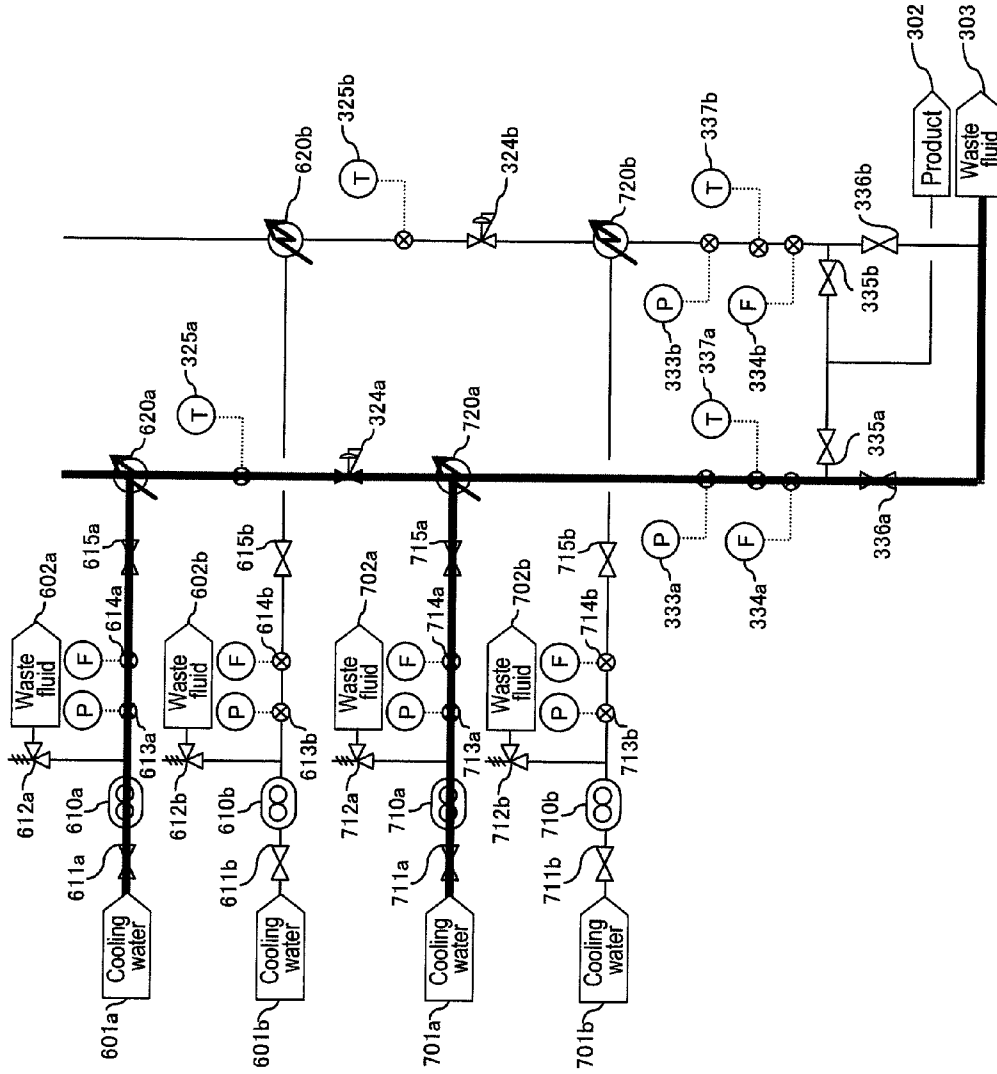 601a
Cooling
water
611a
610a
612a
Waste
fluid
602a
P
613a
F
614a
615a
620a
T
325a
324a
601b
Cooling
water
611b
610b
612b
Waste
fluid
602b
P
613b
F
614b
615b
620b
T
325b
324b
701a
Cooling
water
711a
710a
712a
Waste
fluid
702a
P
713a
F
714a
715a
720a
701b
Cooling
water
711b
710b
712b
Waste
fluid
702b
P
713b
F
714b
715b
720b
P
333a
F
334a
T
337a
335a
336a
P
333b
F
334b
T
337b
335b
336b
Product
302
Waste
fluid
303
N
N